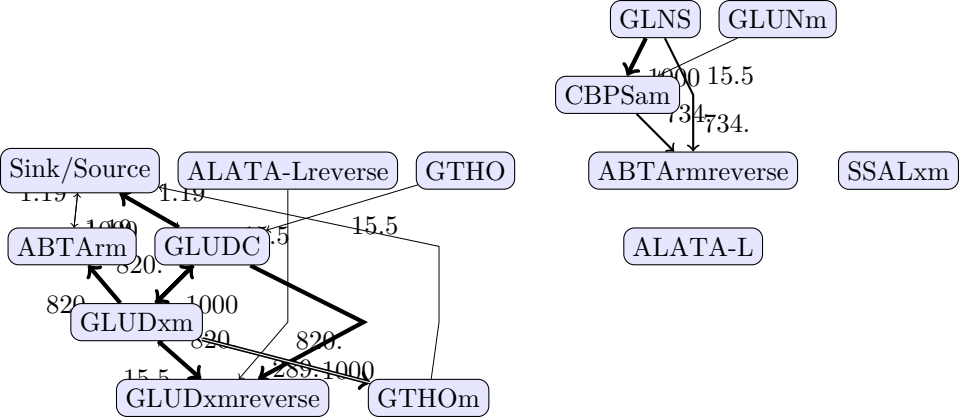 GLNS
GLUNm
1000
15.5
CBPSam
734.
734.
Sink/Source
ALATA-Lreverse
GTHO
ABTArmreverse
SSALxm
1.19
1.19
15.5
ABTArm
GLUDC
ALATA-L
820.
820
1000
GLUDxm
820
820.
289.
1000
15.5
GLUDxmreverse
GTHOm